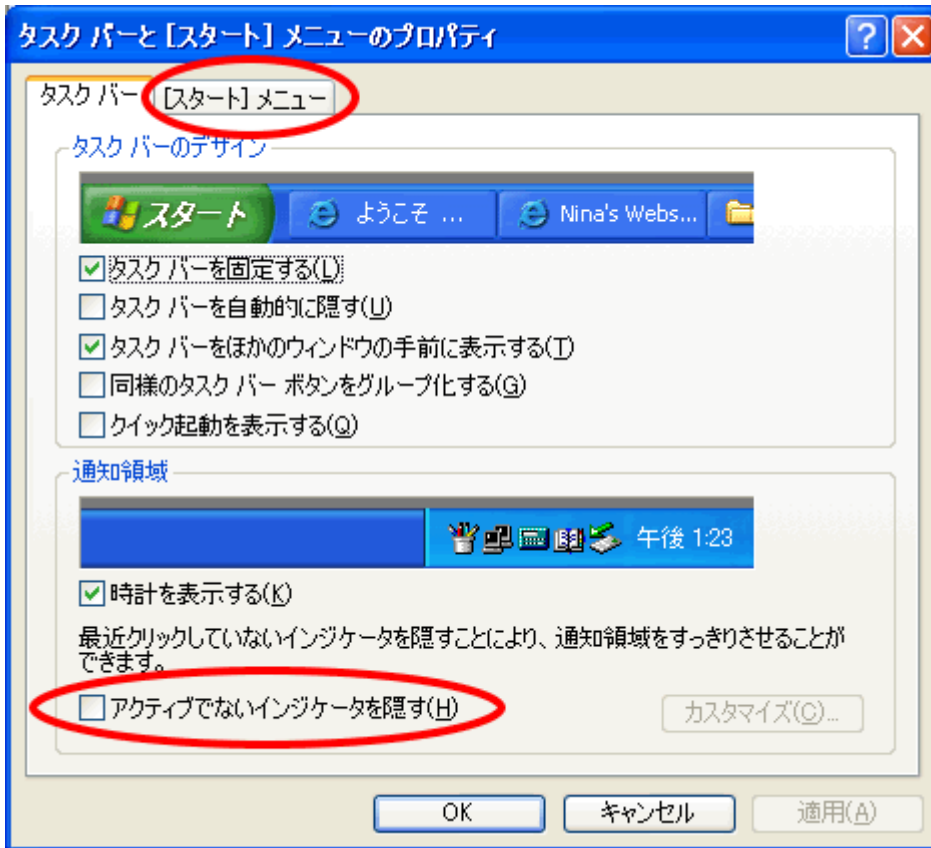 タスク バーと [スタート] メニューのプロパティ
タスク バー
[スタート] メニュー
タスク バーのデザイン
スタート
ようこそ ...
Nina's Webs...
タスク バーを固定する(L)
タスク バーを自動的に隠す(U)
タスク バーをほかのウィンドウの手前に表示する(T)
同様のタスク バー ボタンをグループ化する(G)
クイック起動を表示する(Q)
通知領域
午後 1:23
時計を表示する(K)
最近クリックしていないインジケータを隠すことにより、通知領域をすっきりさせることが
できます。
アクティブでないインジケータを隠す(H)
カスタマイズ(C)...
OK
キャンセル
適用(A)